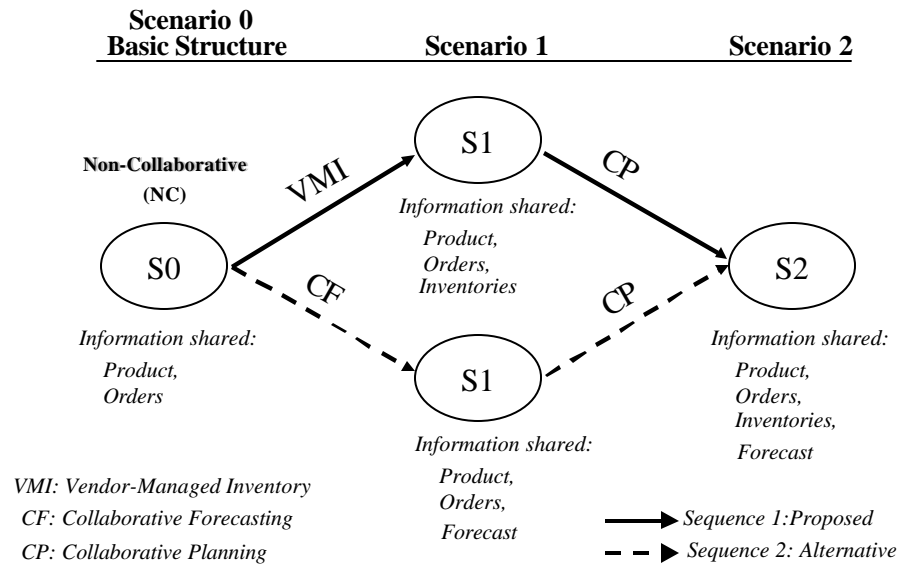 Scenario 0
Basic Structure
Scenario 1
Scenario 2
Non-Collaborative
(NC)
S0
Information shared:
Product,
Orders
VMI
CF
S1
Information shared:
Product,
Orders,
Inventories
S1
Information shared:
Product,
Orders,
Forecast
CP
CP
S2
Information shared:
Product,
Orders,
Inventories,
Forecast
VMI: Vendor-Managed Inventory
CF: Collaborative Forecasting
CP: Collaborative Planning
Sequence 1:Proposed
Sequence 2: Alternative